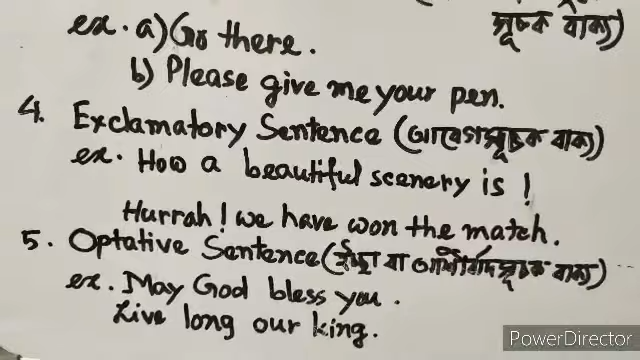 ex. a) Go there.
সূচক বাক্য)
b) Please give me your pen.
4. Exclamatory Sentence (আবেগসূচক বাক্য)
ex. How a beautiful scenery is !
Hurrah! we have won the match.
5. Optative Sentence (ইচ্ছা বা আশীর্বাদসূচক বাক্য)
ex. May God bless you.
Live long our king.
PowerDirector